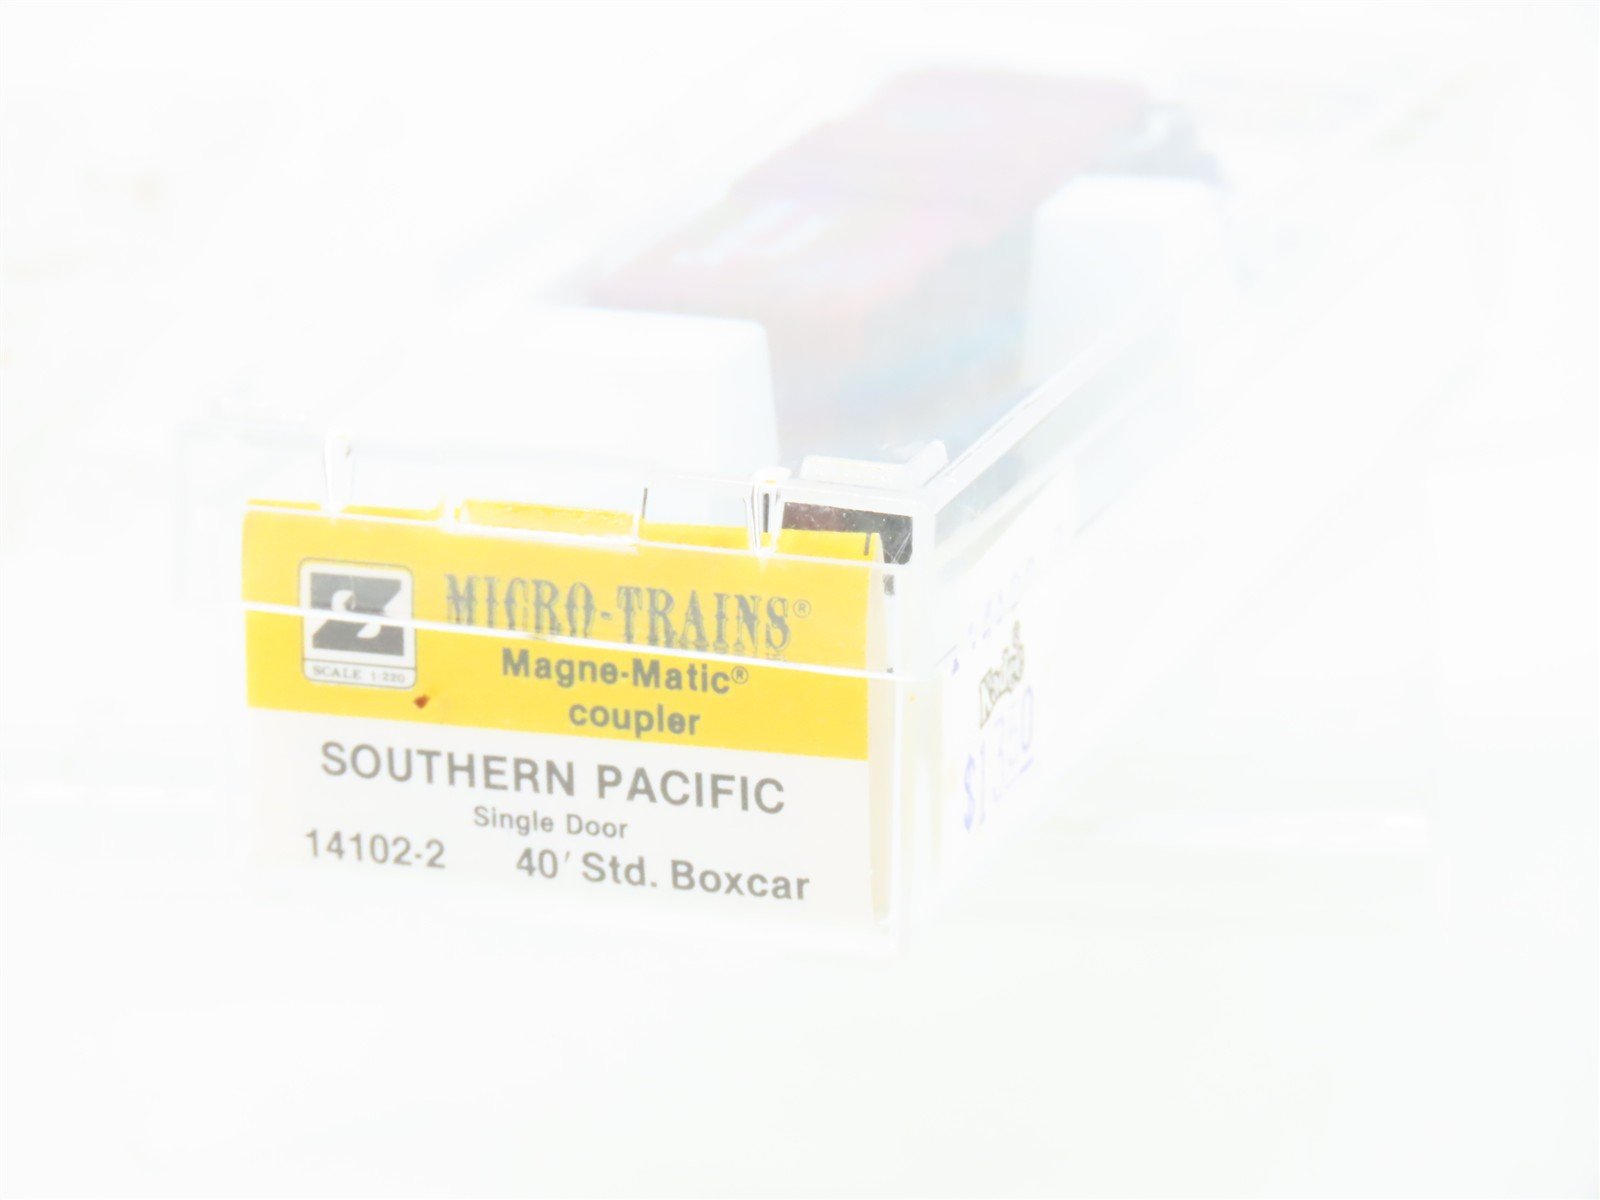 MICRO-TRAINS®
Z
SCALE 1:220
Magne-Matic®
coupler
SOUTHERN PACIFIC
Single Door
14102-2 40' Std. Boxcar